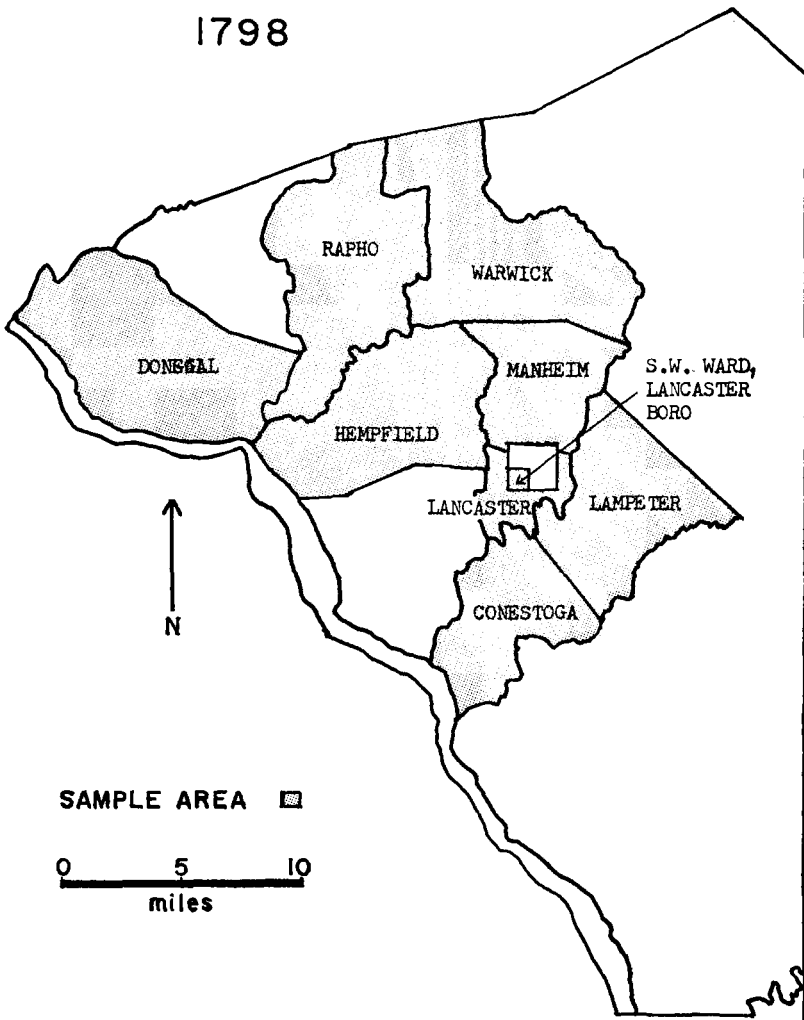 1798
RAPHO
WARWICK
DONEGAL
MANHEIM
S.W. WARD,
LANCASTER
BORO
HEMPFIELD
LANCASTER
LAMPETER
CONESTOGA
N
SAMPLE AREA
0 5 10
miles